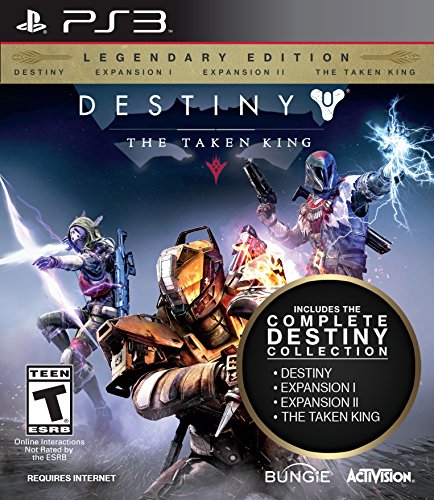 PS3
LEGENDARY EDITION
DESTINY EXPANSION I EXPANSION II THE TAKEN KING
DESTINY
THE TAKEN KING
INCLUDES THE
COMPLETE
DESTINY
COLLECTION
• DESTINY
• EXPANSION I
• EXPANSION II
• THE TAKEN KING
TEEN
T
ESRB
Online Interactions
Not Rated by
the ESRB
REQUIRES INTERNET
BUNGiE
ACTIVISION